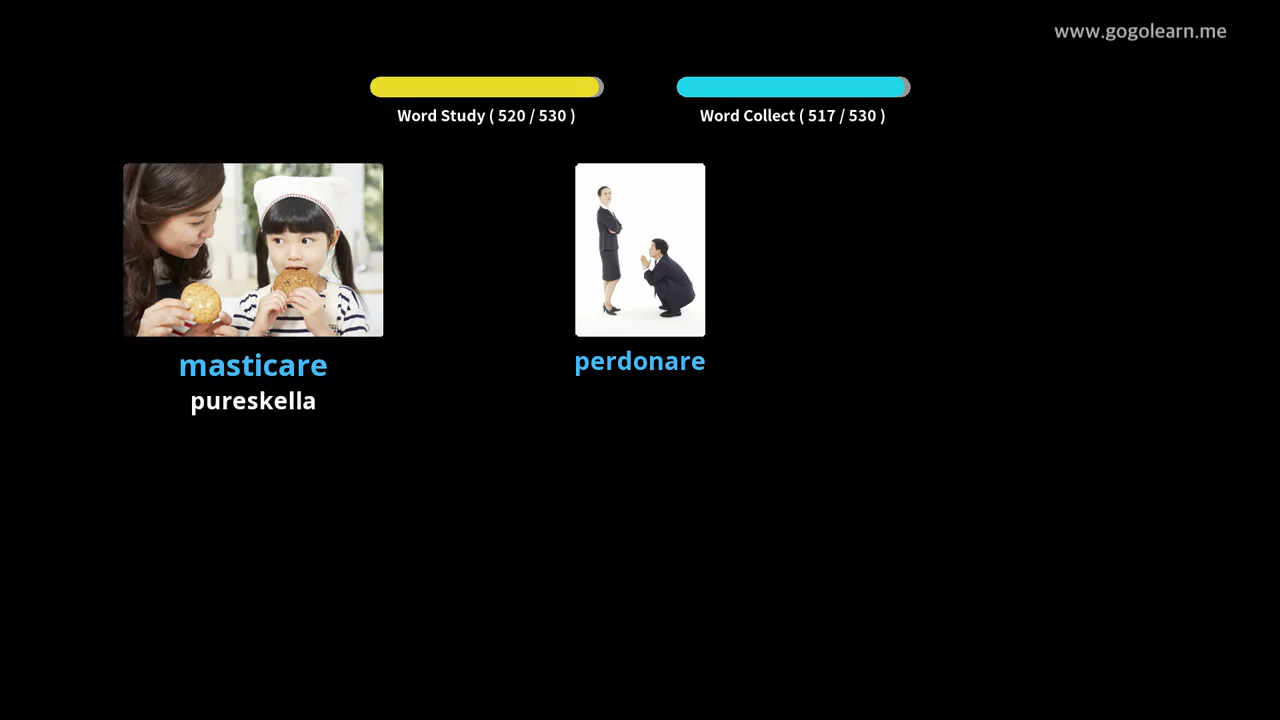 www.gogolearn.me
Word Study ( 520 / 530 )
Word Collect ( 517 / 530 )
masticare
pureskella
perdonare